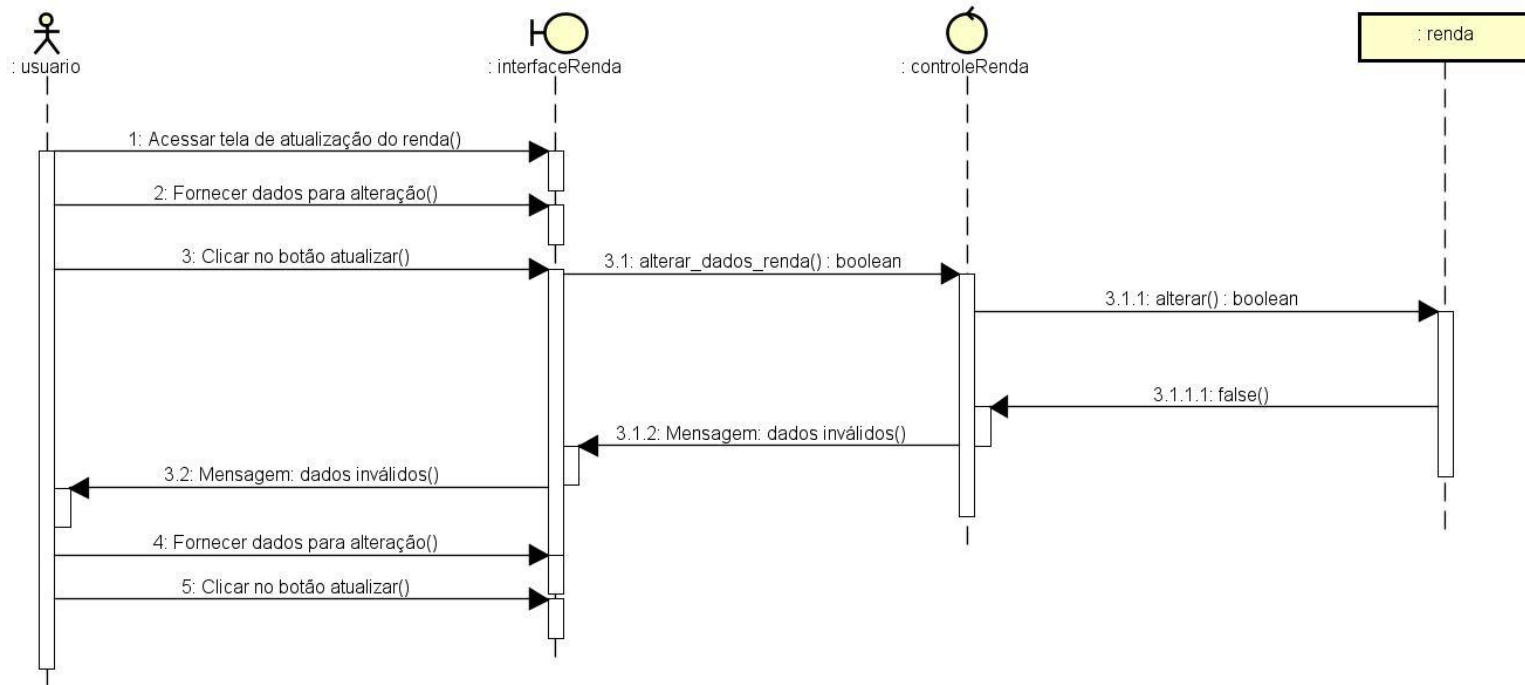 : usuario
: interfaceRenda
: controleRenda
: renda
1: Acessar tela de atualização do renda()
2: Fornecer dados para alteração()
3: Clicar no botão atualizar()
3.1: alterar_dados_renda() : boolean
3.1.1: alterar() : boolean
3.1.1.1: false()
3.1.2: Mensagem: dados inválidos()
3.2: Mensagem: dados inválidos()
4: Fornecer dados para alteração()
5: Clicar no botão atualizar()